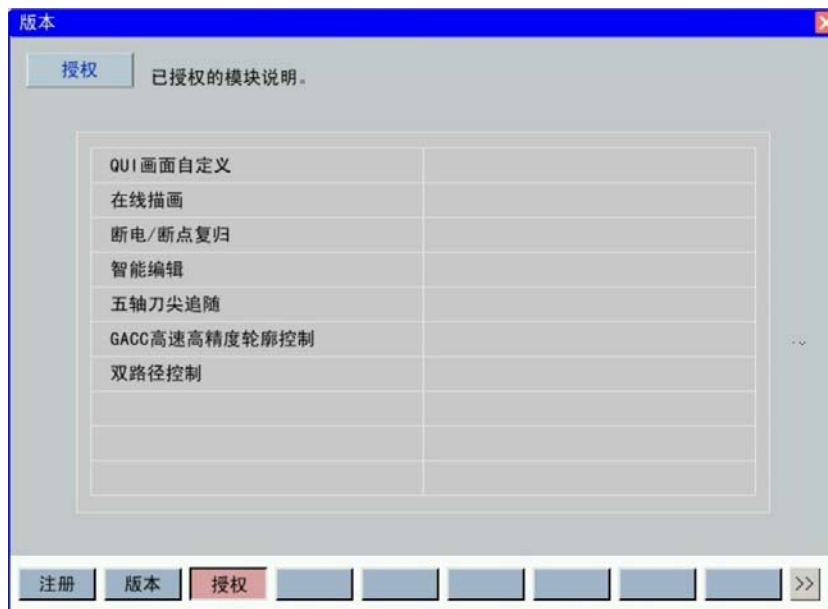 版本
授权
已授权的模块说明。
QUI画面自定义
在线描画
断电/断点复归
智能编辑
五轴刀尖追随
GACC高速高精度轮廓控制
双路径控制
注册 版本 授权 >>